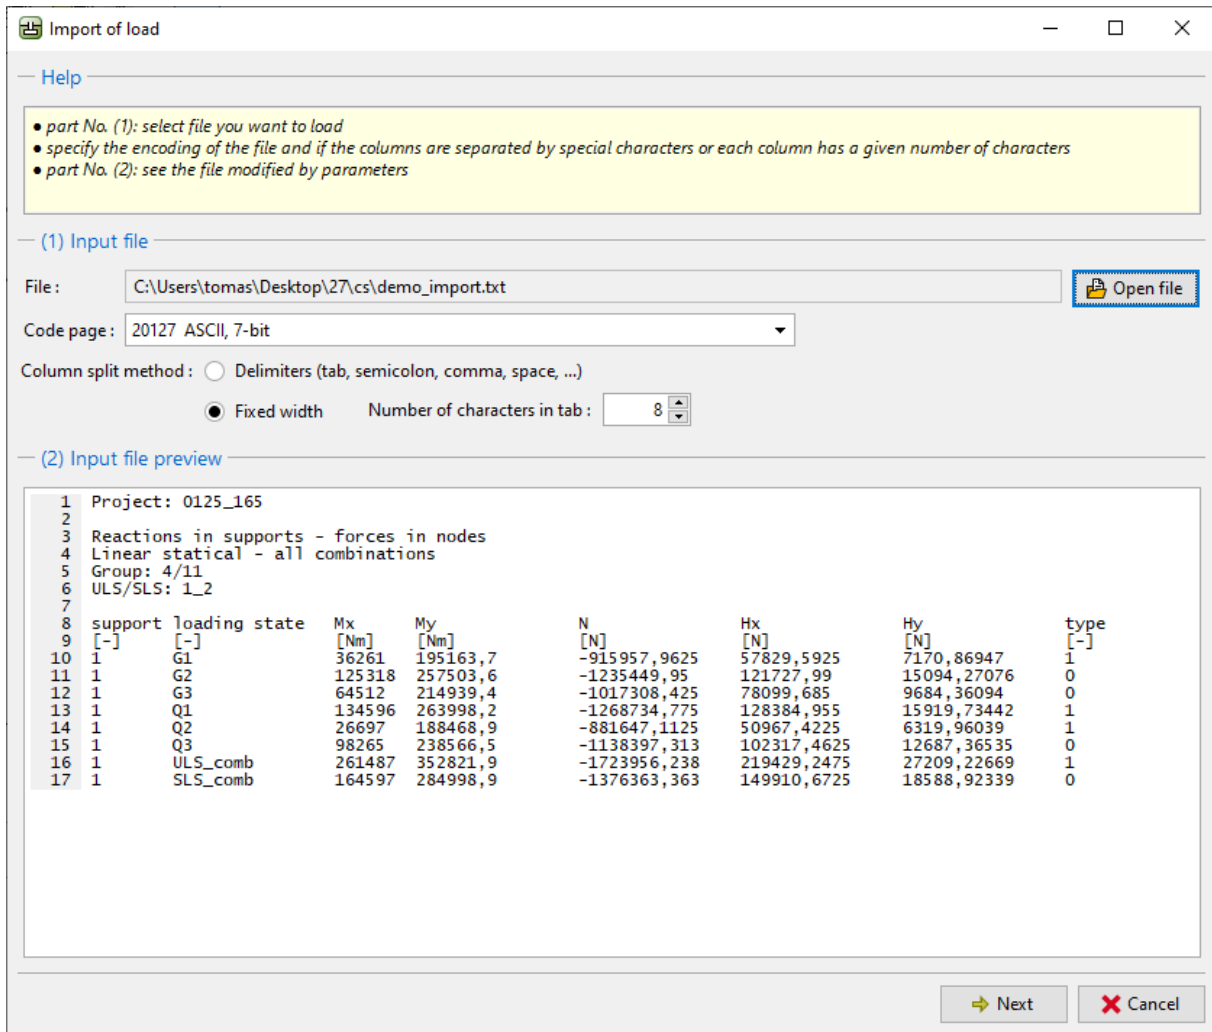 Import of load
Help
● part No. (1): select file you want to load
● specify the encoding of the file and if the columns are separated by special characters or each column has a given number of characters
● part No. (2): see the file modified by parameters
(1) Input file
File : C:\Users\tomas\Desktop\27\cs\demo_import.txt Open file
Code page : 20127 ASCII, 7-bit
Column split method : Delimiters (tab, semicolon, comma, space, ...)
Fixed width Number of characters in tab : 8
(2) Input file preview
1 Project: 0125_165
2
3 Reactions in supports - forces in nodes
4 Linear statical - all combinations
5 Group: 4/11
6 ULS/SLS: 1_2
7
8 support loading state Mx My N Hx Hy type
9 [-] [-] [Nm] [Nm] [N] [N] [N] [-]
10 1 G1 36261 195163,7 -915957,9625 57829,5925 7170,86947 1
11 1 G2 125318 257503,6 -1235449,95 121727,99 15094,27076 0
12 1 G3 64512 214939,4 -1017308,425 78099,685 9684,36094 0
13 1 Q1 134596 263998,2 -1268734,775 128384,955 15919,73442 1
14 1 Q2 26697 188468,9 -881647,1125 50967,4225 6319,96039 1
15 1 Q3 98265 238566,5 -1138397,313 102317,4625 12687,36535 0
16 1 ULS_comb 261487 352821,9 -1723956,238 219429,2475 27209,22669 1
17 1 SLS_comb 164597 284998,9 -1376363,363 149910,6725 18588,92339 0
Next Cancel